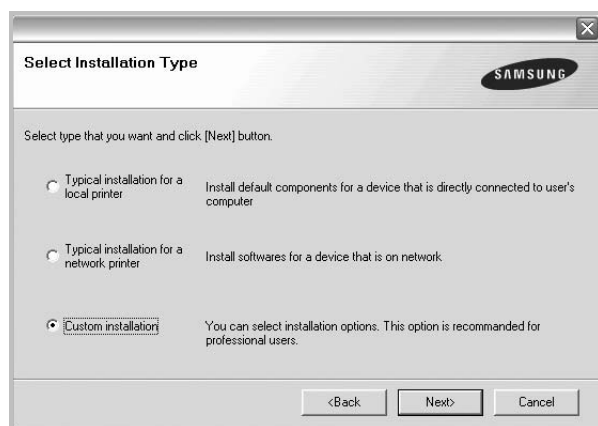 Select Installation Type
SAMSUNG
Select type that you want and click [Next] button.
Typical installation for a
local printer
Install default components for a device that is directly connected to user's
computer
Typical installation for a
network printer
Install softwares for a device that is on network
Custom installation
You can select installation options. This option is recommanded for
professional users.
<Back
Next>
Cancel